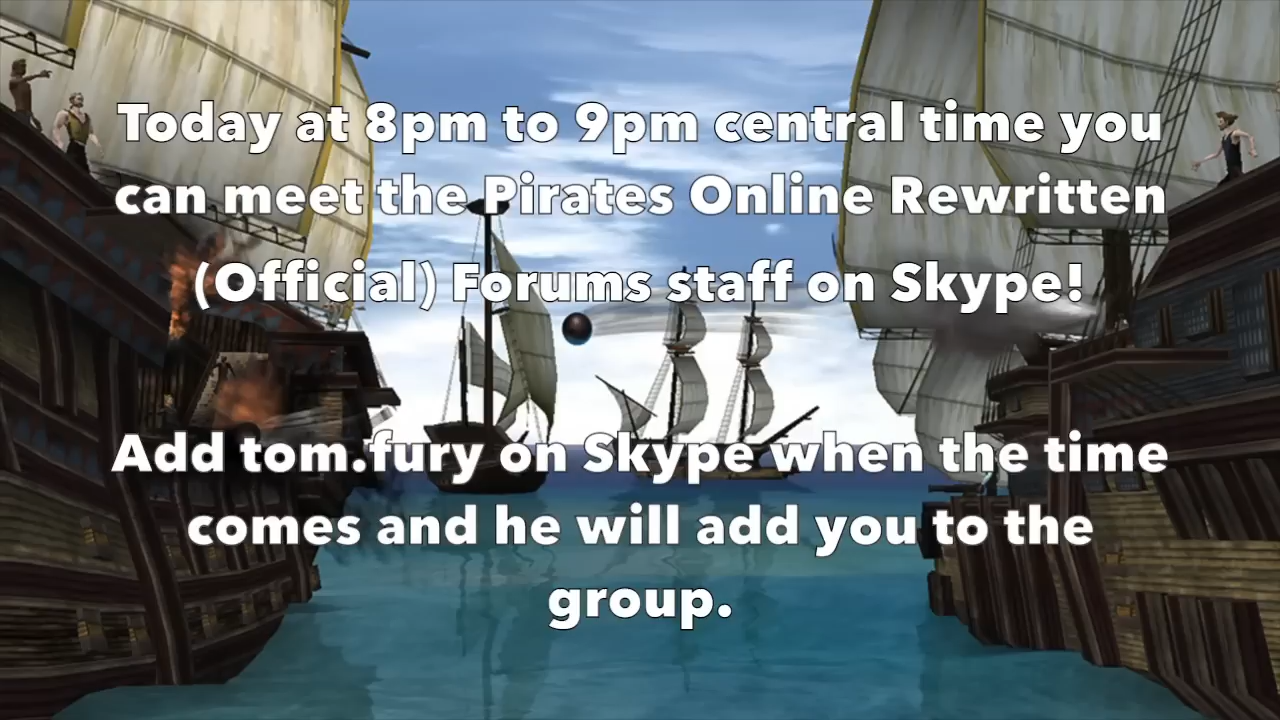 Today at 8pm to 9pm central time you
can meet the Pirates Online Rewritten
(Official) Forums staff on Skype!
Add tom.fury on Skype when the time
comes and he will add you to the
group.